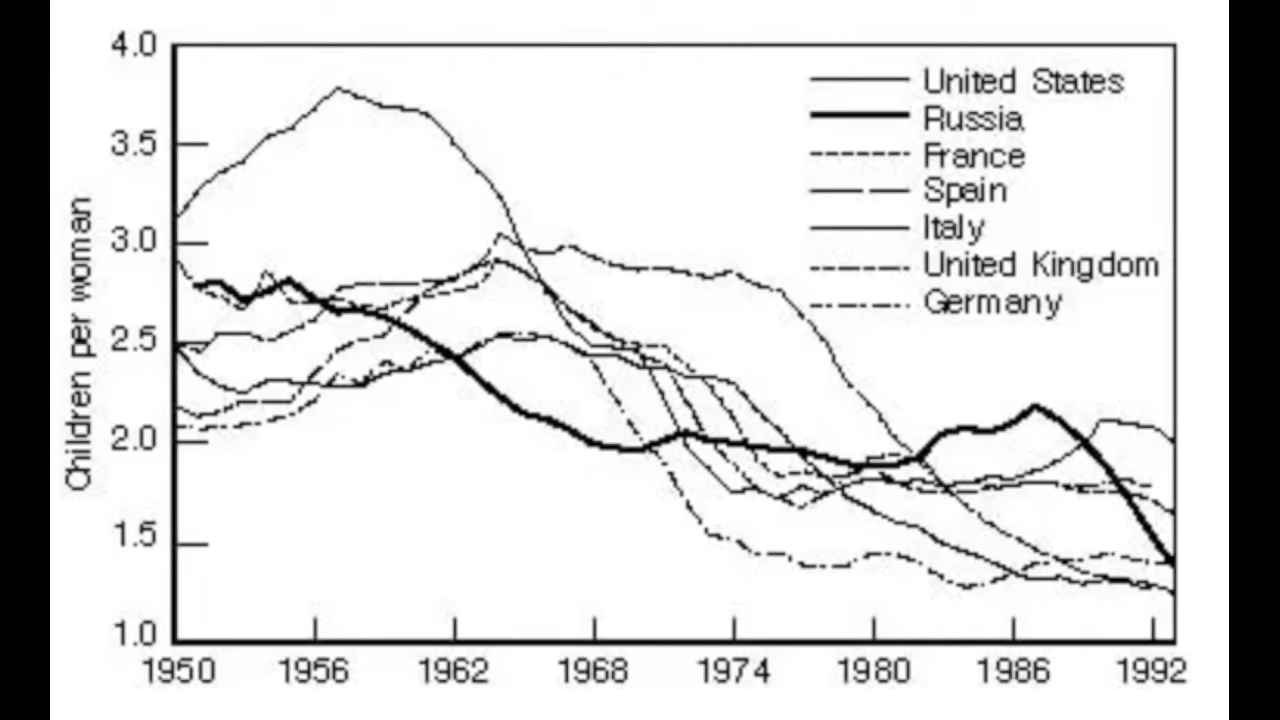 4.0
3.5
3.0
2.5
2.0
1.5
1.0
Children per woman
1950 1956 1962 1968 1974 1980 1986 1992
United States
Russia
France
Spain
Italy
United Kingdom
Germany